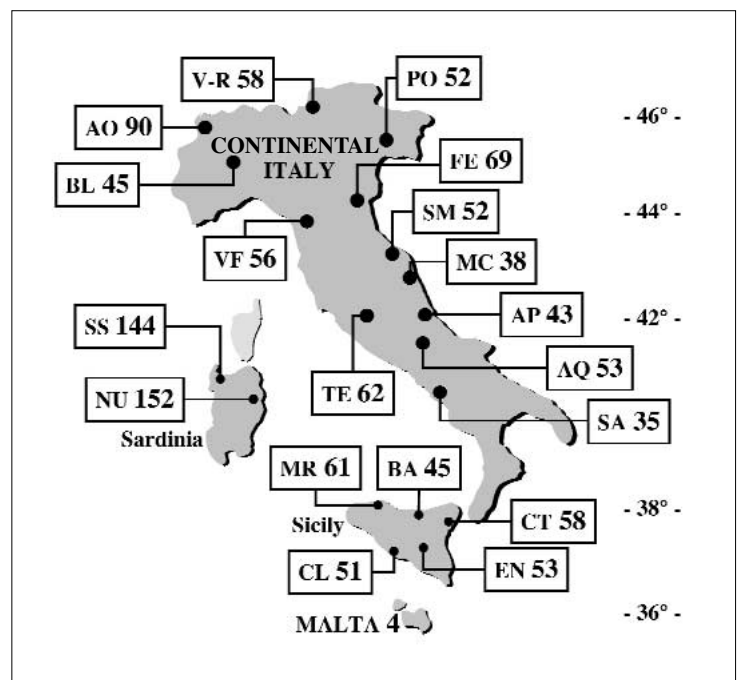 V-R 58
PO 52
- 46° -
AO 90
CONTINENTAL
ITALY
FE 69
BL 45
SM 52
- 44° -
VF 56
MC 38
SS 144
AP 43
- 42° -
NU 152
TE 62
ΛQ 53
SA 35
Sardinia
MR 61
BA 45
Sicily
CT 58
- 38° -
CL 51
EN 53
MΛLTΛ 4
- 36° -